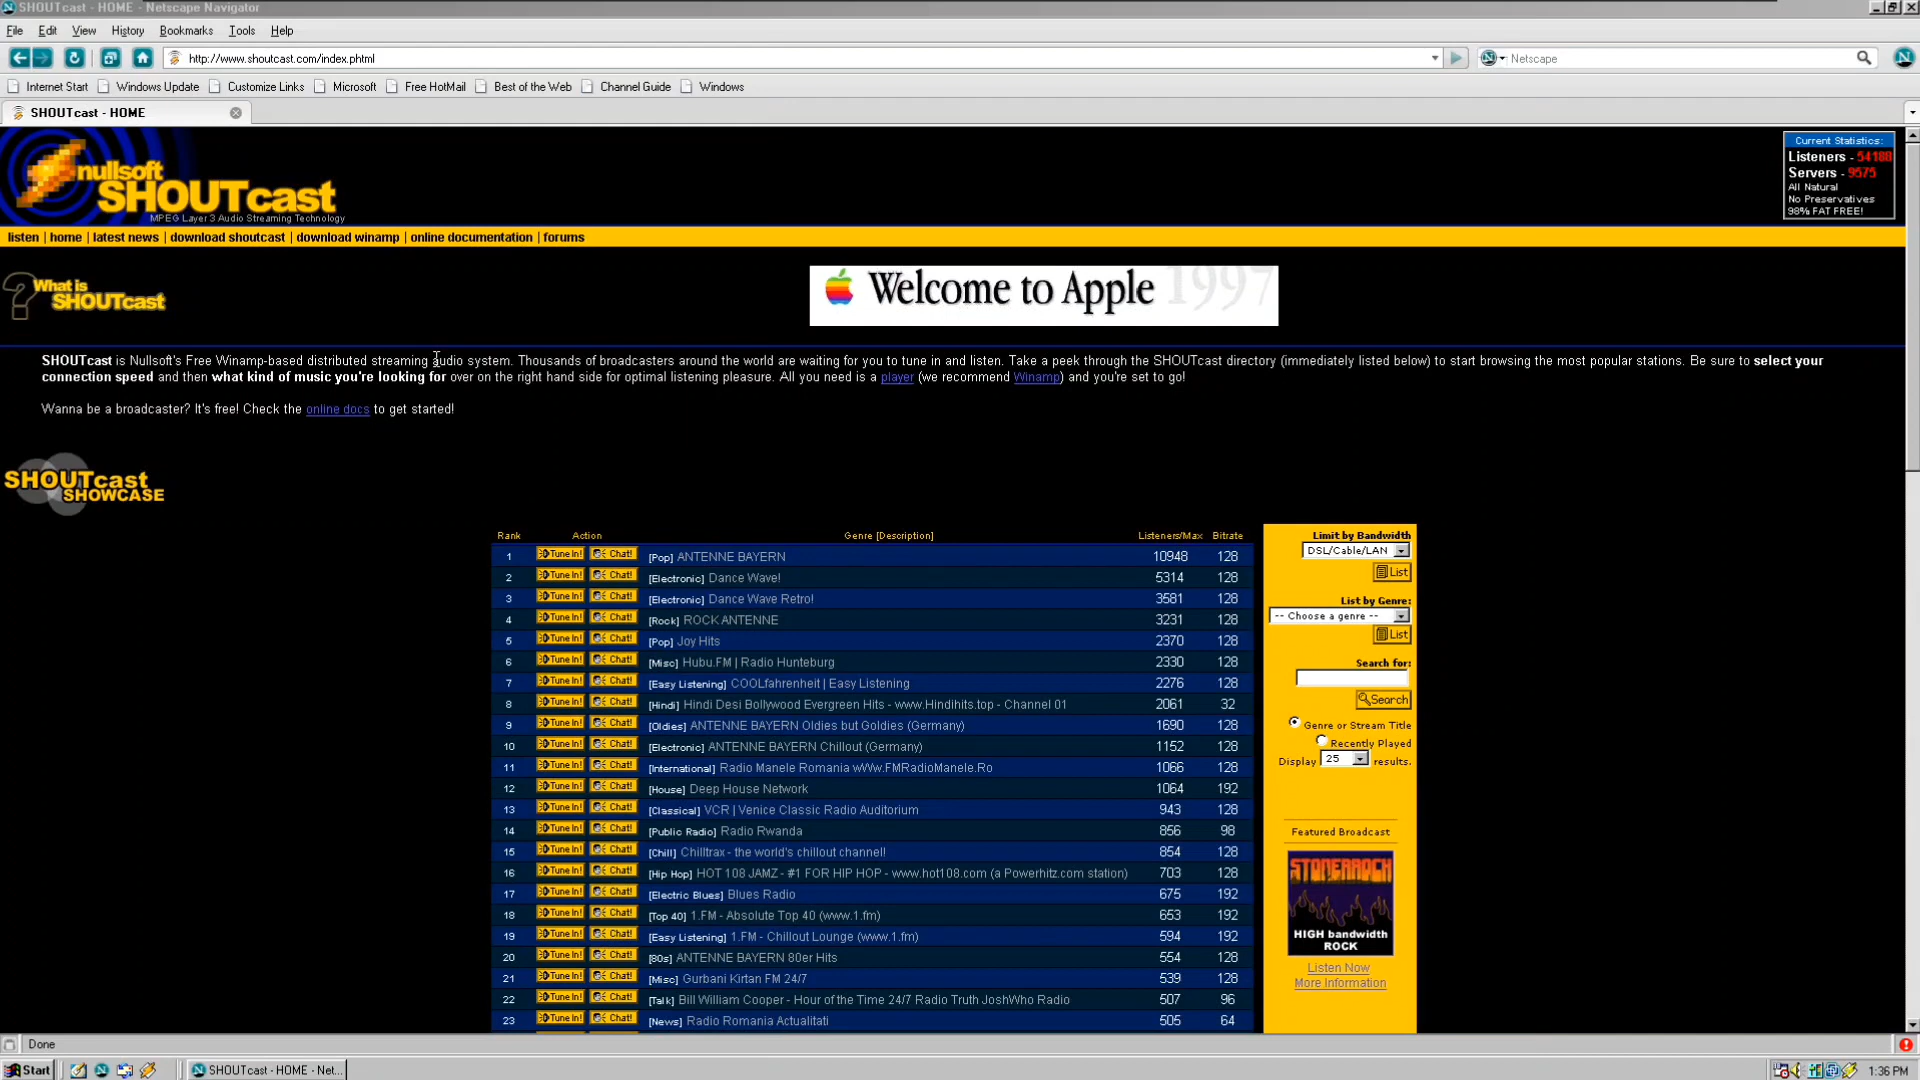 SHOUTcast - HOME - Netscape Navigator
File Edit View History Bookmarks Tools Help
http://www.shoutcast.com/index.phtml
Netscape
Internet Start Windows Update Customize Links Microsoft Free HotMail Best of the Web Channel Guide Windows
SHOUTcast - HOME
nullsoft
SHOUTcast
MPEG Layer 3 Audio Streaming Technology
Current Statistics:
Listeners - 54188
Servers - 9575
All Natural
No Preservatives
98% FAT FREE!
listen | home | latest news | download shoutcast | download winamp | online documentation | forums
What is
SHOUTcast
Welcome to Apple 1997
SHOUTcast is Nullsoft's Free Winamp-based distributed streaming audio system. Thousands of broadcasters around the world are waiting for you to tune in and listen. Take a peek through the SHOUTcast directory (immediately listed below) to start browsing the most popular stations. Be sure to select your
connection speed and then what kind of music you're looking for over on the right hand side for optimal listening pleasure. All you need is a player (we recommend Winamp) and you're set to go!
Wanna be a broadcaster? It's free! Check the online docs to get started!
SHOUTcast
SHOWCASE
Rank Action Genre [Description] Listeners/Max Bitrate
1 Tune In! Chat! [Pop] ANTENNE BAYERN 10948 128
2 Tune In! Chat! [Electronic] Dance Wave! 5314 128
3 Tune In! Chat! [Electronic] Dance Wave Retro! 3581 128
4 Tune In! Chat! [Rock] ROCK ANTENNE 3231 128
5 Tune In! Chat! [Pop] Joy Hits 2370 128
6 Tune In! Chat! [Misc] Hubu.FM | Radio Hunteburg 2330 128
7 Tune In! Chat! [Easy Listening] COOLfahrenheit | Easy Listening 2276 128
8 Tune In! Chat! [Hindi] Hindi Desi Bollywood Evergreen Hits - www.Hindihits.top - Channel 01 2061 32
9 Tune In! Chat! [Oldies] ANTENNE BAYERN Oldies but Goldies (Germany) 1690 128
10 Tune In! Chat! [Electronic] ANTENNE BAYERN Chillout (Germany) 1152 128
11 Tune In! Chat! [International] Radio Manele Romania wWw.FMRadioManele.Ro 1066 128
12 Tune In! Chat! [House] Deep House Network 1064 192
13 Tune In! Chat! [Classical] VCR | Venice Classic Radio Auditorium 943 128
14 Tune In! Chat! [Public Radio] Radio Rwanda 856 98
15 Tune In! Chat! [Chill] Chilltrax - the world's chillout channel! 854 128
16 Tune In! Chat! [Hip Hop] HOT 108 JAMZ - #1 FOR HIP HOP - www.hot108.com (a Powerhitz.com station) 703 128
17 Tune In! Chat! [Electric Blues] Blues Radio 675 192
18 Tune In! Chat! [Top 40] 1.FM - Absolute Top 40 (www.1.fm) 653 192
19 Tune In! Chat! [Easy Listening] 1.FM - Chillout Lounge (www.1.fm) 594 192
20 Tune In! Chat! [80s] ANTENNE BAYERN 80er Hits 554 128
21 Tune In! Chat! [Misc] Gurbani Kirtan FM 24/7 539 128
22 Tune In! Chat! [Talk] Bill William Cooper - Hour of the Time 24/7 Radio Truth JoshWho Radio 507 96
23 Tune In! Chat! [News] Radio Romania Actualitati 505 64
Limit by Bandwidth
DSL/Cable/LAN
List
List by Genre:
-- Choose a genre --
List
Search for:
Search
Genre or Stream Title
Recently Played
Display 25 results.
Featured Broadcast
STONERROCK
HIGH bandwidth
ROCK
Listen Now
More Information
Done
Start SHOUTcast - HOME - Net... 1:36 PM